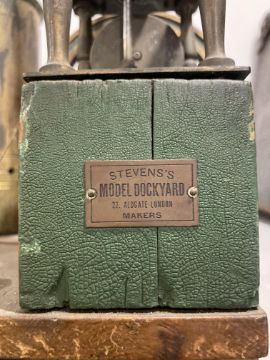 STEVENS'S
MODEL DOCKYARD
22, ALDGATE·LONDON
MAKERS